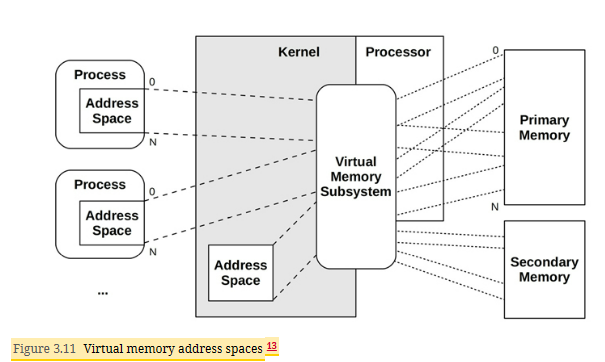 Kernel
Processor
Process
0
Address
Space
N
Process
0
Address
Space
N
...
Address
Space
Virtual
Memory
Subsystem
0
Primary
Memory
N
Secondary
Memory
Figure 3.11 Virtual memory address spaces 13